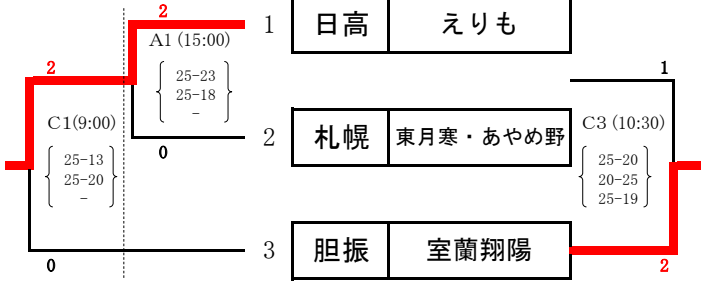 2
A1 (15:00)
25-23
25-18
-
0
2
C1(9:00)
25-13
25-20
-
0
1 日高 えりも
2 札幌 東月寒・あやめ野
3 胆振 室蘭翔陽
1
C3 (10:30)
25-20
20-25
25-19
2